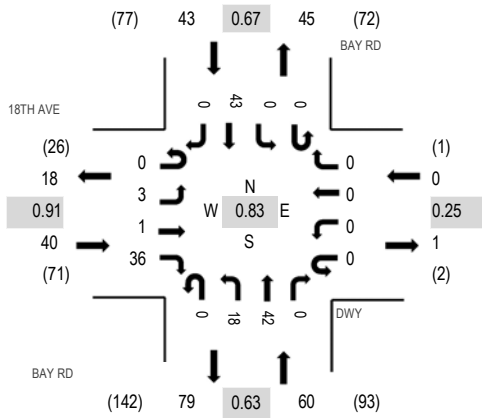 (77) 43 0.67 45 (72)
BAY RD
18TH AVE
0 43 0 0
(26) 0 0 (1)
18 3 N 0 0
0.91 W 0.83 E 0.25
40 1 S 0 1
(71) 36 0 (2)
0 18 42 0
DWY
BAY RD
(142) 79 0.63 60 (93)